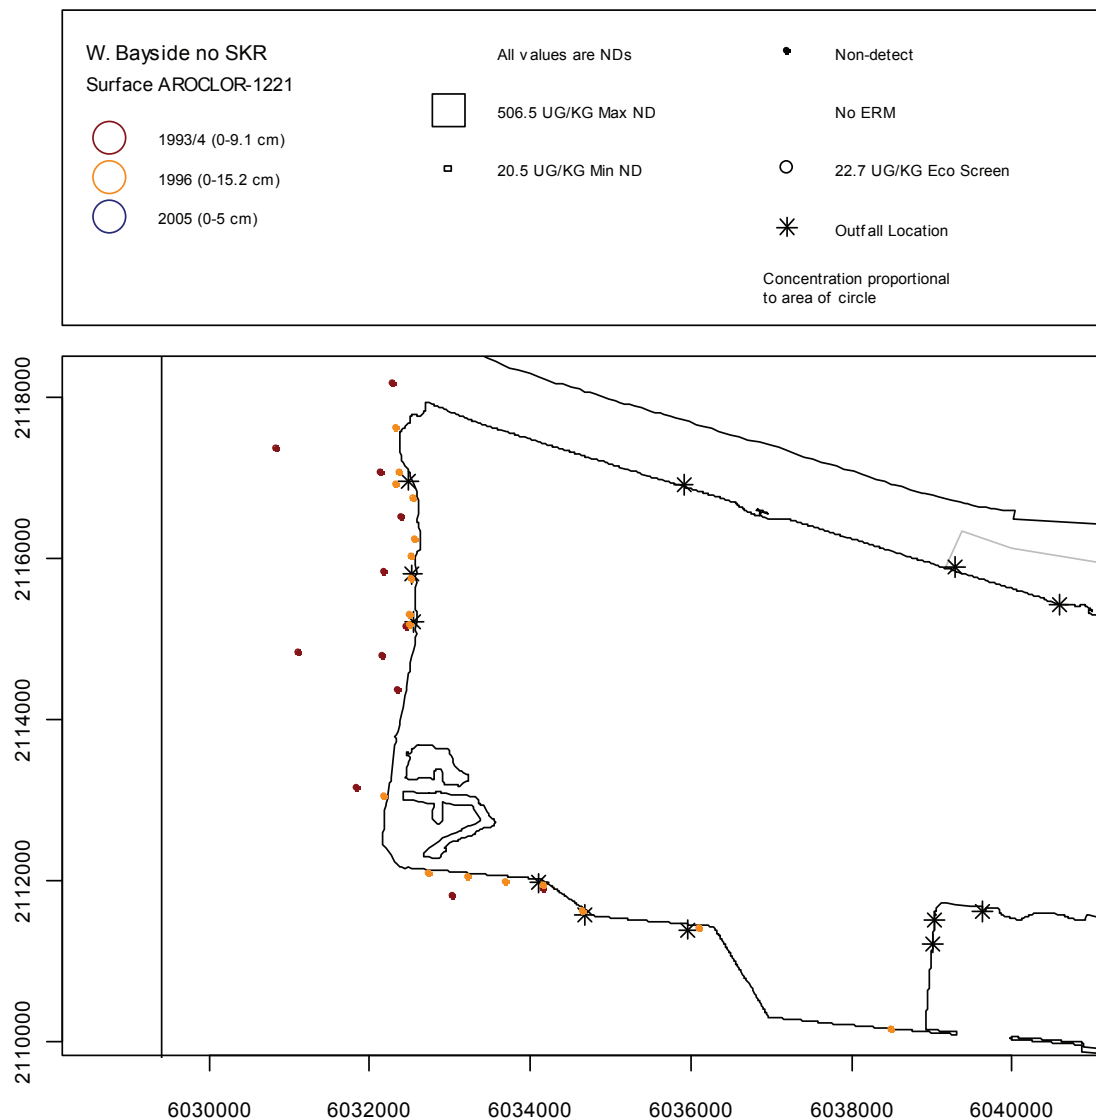 W. Bayside no SKR
Surface AROCLOR-1221
1993/4 (0-9.1 cm)
1996 (0-15.2 cm)
2005 (0-5 cm)
All values are NDs
506.5 UG/KG Max ND
20.5 UG/KG Min ND
Non-detect
No ERM
22.7 UG/KG Eco Screen
Outfall Location
Concentration proportional
to area of circle
2118000
2116000
2114000
2112000
2110000
6030000
6032000
6034000
6036000
6038000
6040000